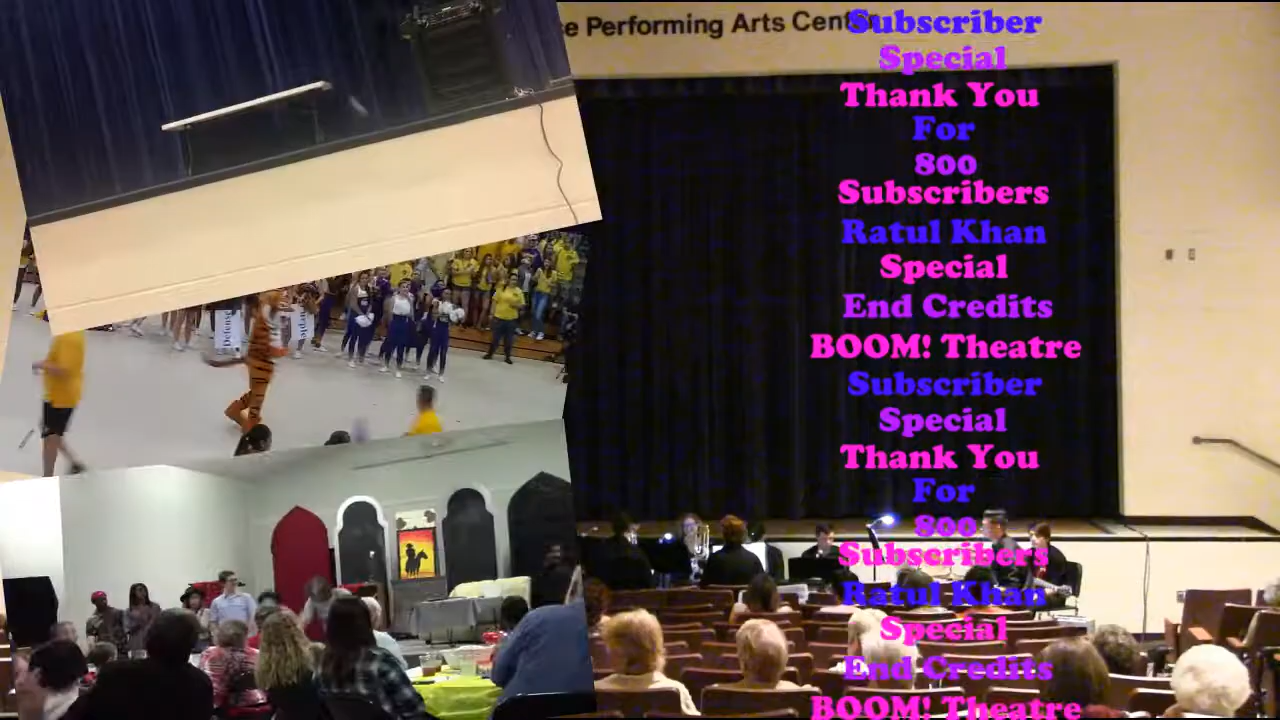 Performing Arts Cent
Subscriber
Special
Thank You
For
800
Subscribers
Ratul Khan
Special
End Credits
BOOM! Theatre
Subscriber
Special
Thank You
For
800
Subscribers
Ratul Khan
Special
End Credits
BOOM! Theatre
Defense